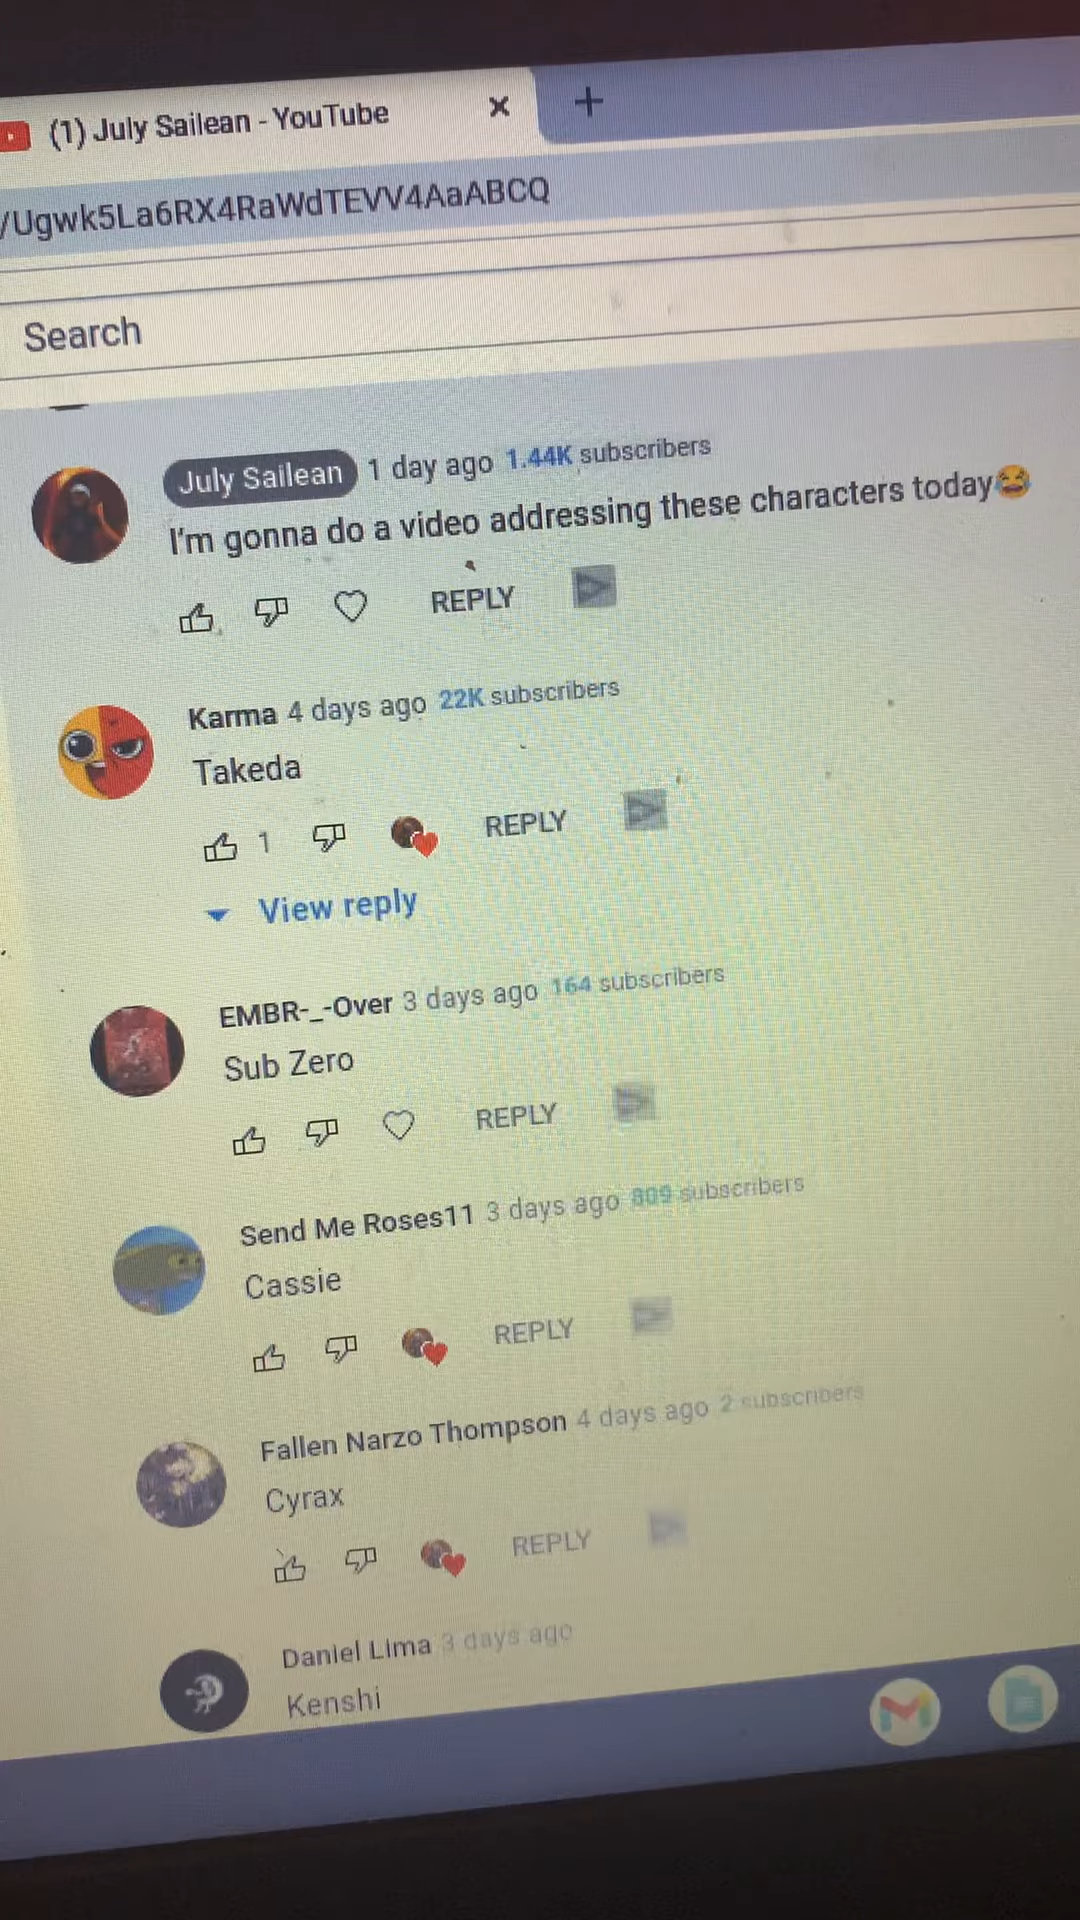 (1) July Sailean - YouTube
/Ugwk5La6RX4RaWdTEVV4AaABCQ
Search
July Sailean 1 day ago 1.44K subscribers
I'm gonna do a video addressing these characters today😂
REPLY
Karma 4 days ago 22K subscribers
Takeda
1 REPLY
View reply
EMBR-_-Over 3 days ago 164 subscribers
Sub Zero
REPLY
Send Me Roses11 3 days ago 809 subscribers
Cassie
REPLY
Fallen Narzo Thompson 4 days ago 2 subscribers
Cyrax
REPLY
Daniel Lima 3 days ago
Kenshi